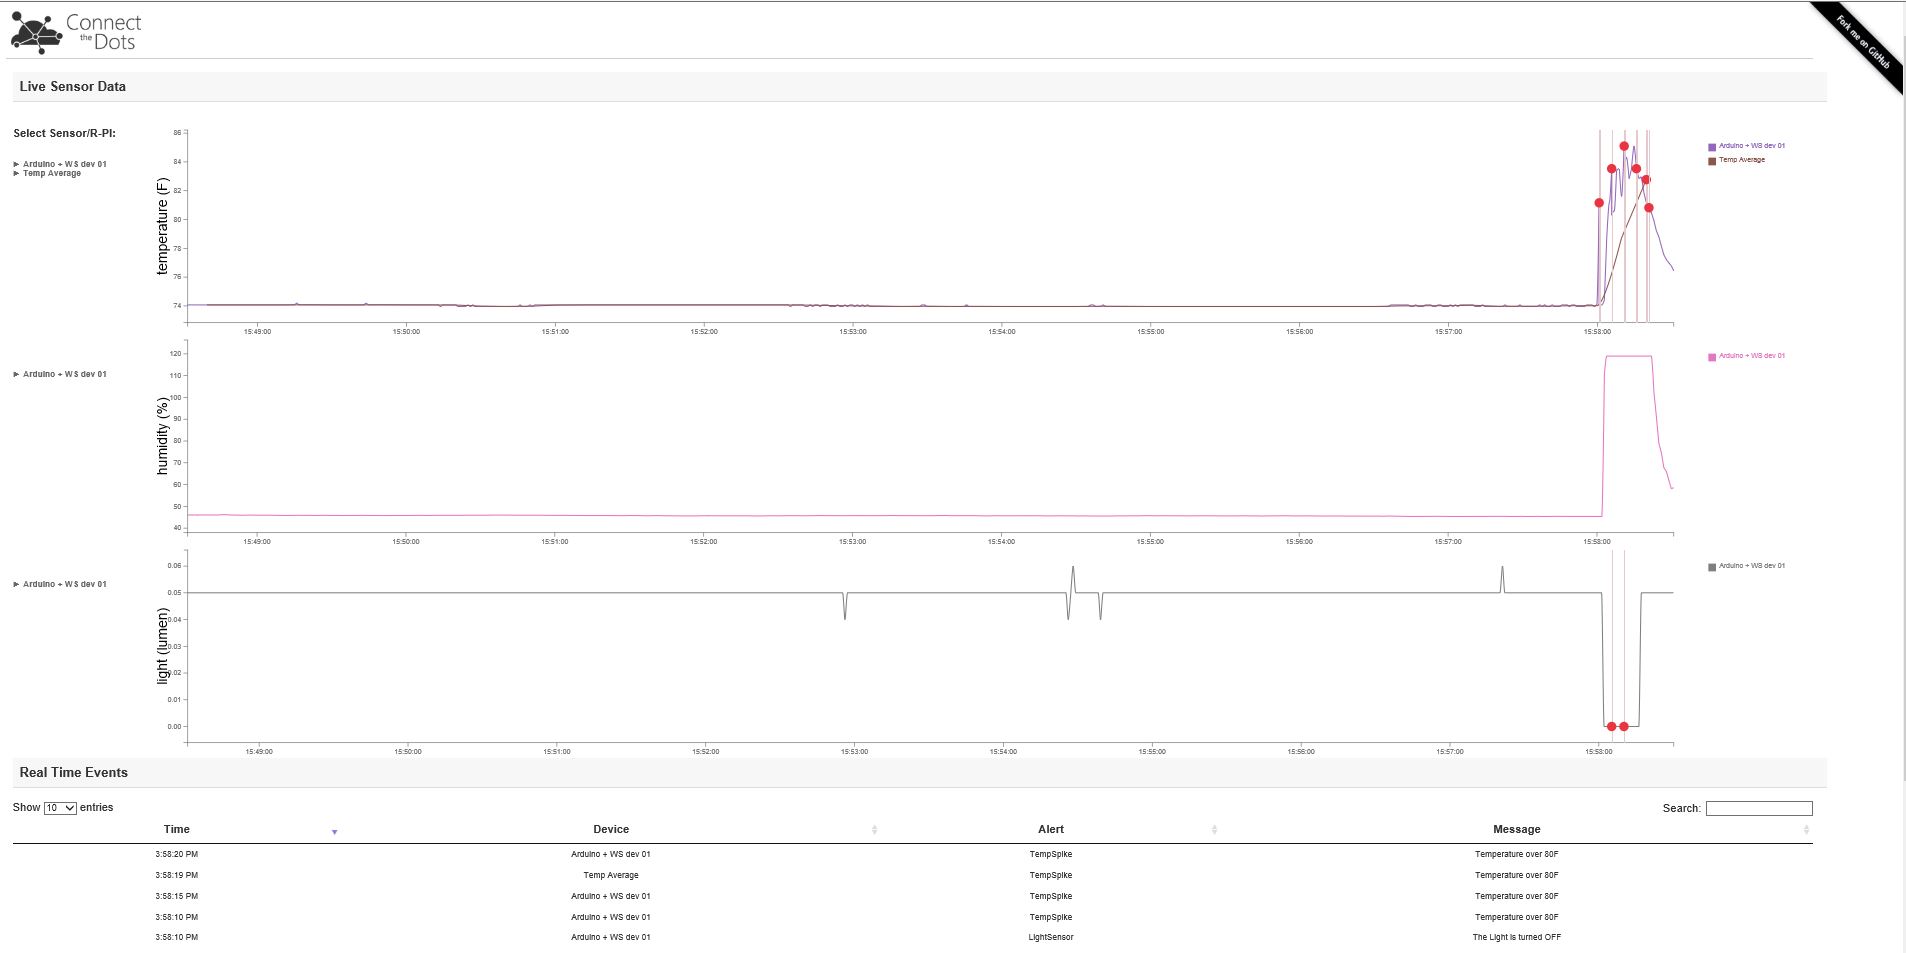 Connect
the Dots
Fork me on GitHub
Live Sensor Data
Select Sensor/R-PI:
Arduino + WS dev 01
Temp Average
temperature (F)
86
84
82
80
78
76
74
15:49:00 15:50:00 15:51:00 15:52:00 15:53:00 15:54:00 15:55:00 15:56:00 15:57:00 15:58:00
Arduino + WS dev 01
Temp Average
Arduino + WS dev 01
humidity (%)
120
110
100
90
80
70
60
50
40
15:49:00 15:50:00 15:51:00 15:52:00 15:53:00 15:54:00 15:55:00 15:56:00 15:57:00 15:58:00
Arduino + WS dev 01
Arduino + WS dev 01
light (lumen)
0.06
0.05
0.04
0.03
0.02
0.01
0.00
15:49:00 15:50:00 15:51:00 15:52:00 15:53:00 15:54:00 15:55:00 15:56:00 15:57:00 15:58:00
Arduino + WS dev 01
Real Time Events
Show 10 entries Search:
Time Device Alert Message
3:58:20 PM Arduino + WS dev 01 TempSpike Temperature over 80F
3:58:19 PM Temp Average TempSpike Temperature over 80F
3:58:15 PM Arduino + WS dev 01 TempSpike Temperature over 80F
3:58:10 PM Arduino + WS dev 01 TempSpike Temperature over 80F
3:58:10 PM Arduino + WS dev 01 LightSensor The Light is turned OFF